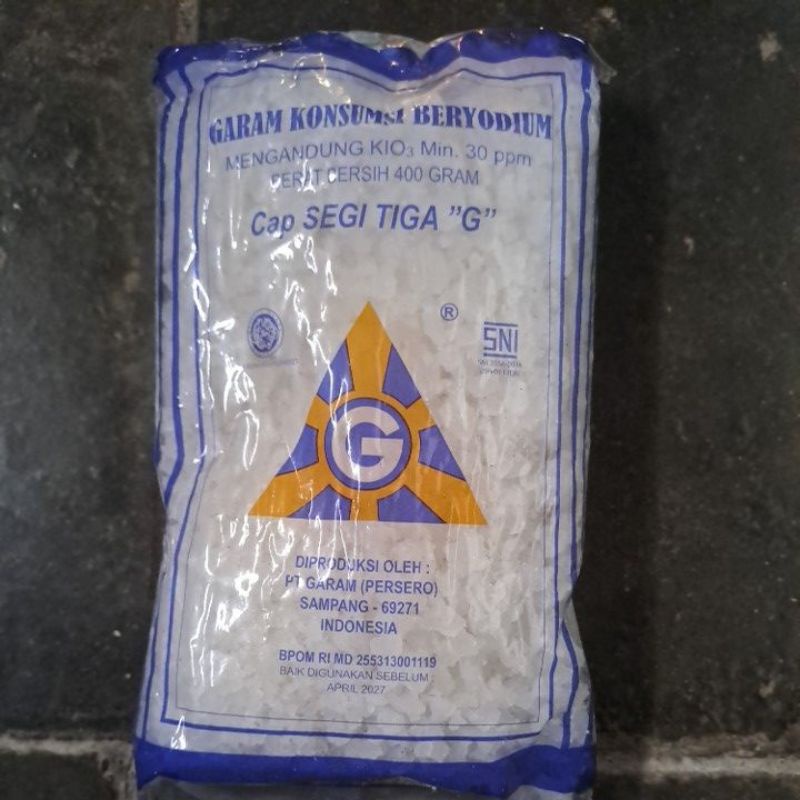 GARAM KONSUMSI BERYODIUM
MENGANDUNG KIO₃ Min. 30 ppm
BERAT BERSIH 400 GRAM
Cap SEGI TIGA "G"
®
SNI
G
DIPRODUKSI OLEH :
PT GARAM (PERSERO)
SAMPANG - 69271
INDONESIA
BPOM RI MD 255313001119
BAIK DIGUNAKAN SEBELUM :
APRIL 2027